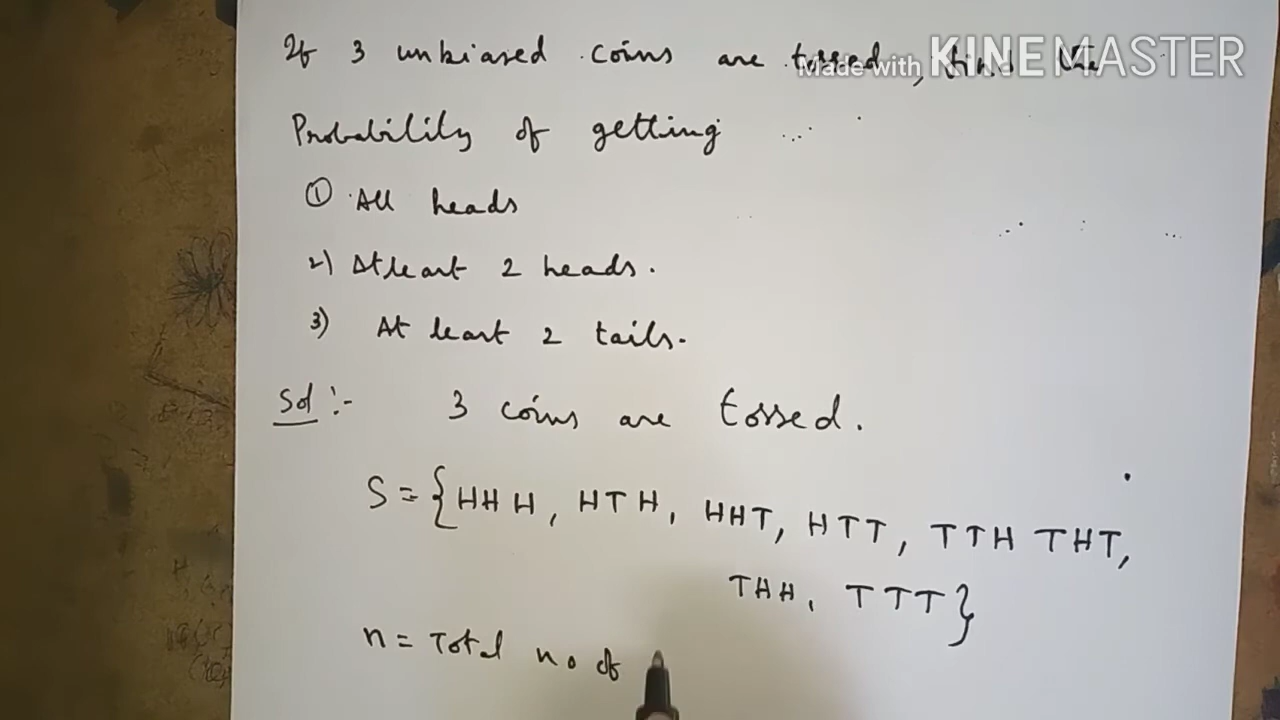 If 3 unbiased coins are tossed, find the
Made with KINEMASTER
Probability of getting
① All heads
2) Atleast 2 heads.
3) At least 2 tails.
Sol :- 3 coins are tossed.
S = { HHH, HTH, HHT, HTT, TTH THT,
THH, TTT }
n = Total no of